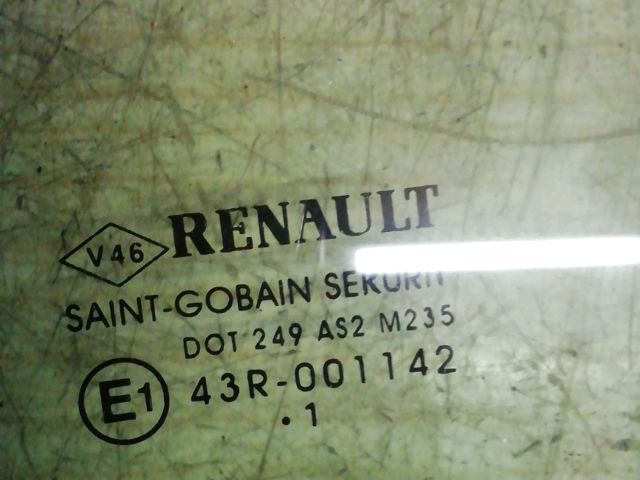 V46 RENAULT
SAINT-GOBAIN SEKURIT
DOT 249 AS2 M235
E1 43R-001142
.1